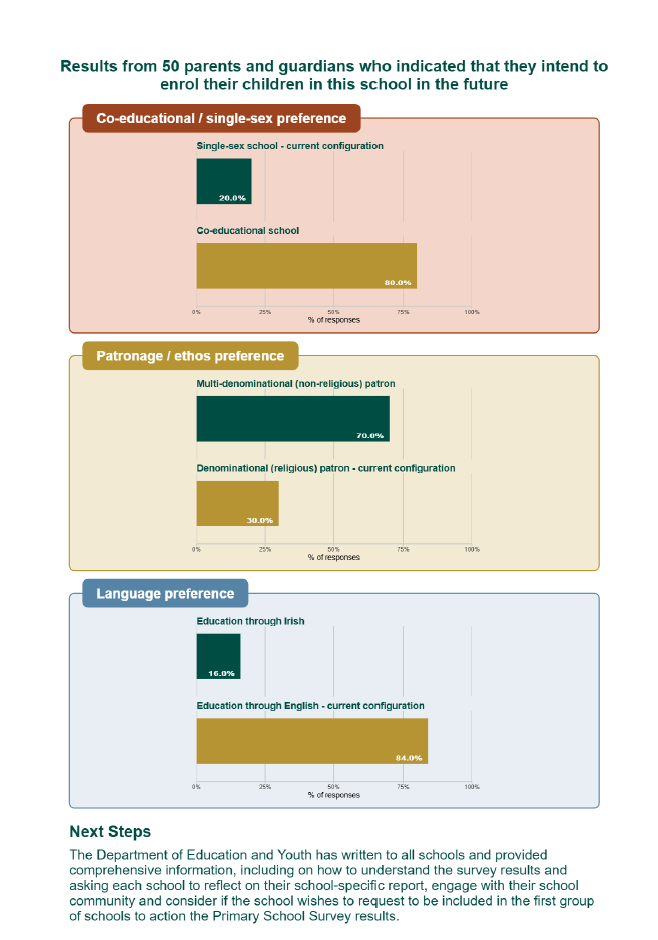 Results from 50 parents and guardians who indicated that they intend to
enrol their children in this school in the future
Co-educational / single-sex preference
Single-sex school - current configuration
20.0%
Co-educational school
80.0%
0% 25% 50% 75% 100%
% of responses
Patronage / ethos preference
Multi-denominational (non-religious) patron
70.0%
Denominational (religious) patron - current configuration
30.0%
0% 25% 50% 75% 100%
% of responses
Language preference
Education through Irish
16.0%
Education through English - current configuration
84.0%
0% 25% 50% 75% 100%
% of responses
Next Steps
The Department of Education and Youth has written to all schools and provided
comprehensive information, including on how to understand the survey results and
asking each school to reflect on their school-specific report, engage with their school
community and consider if the school wishes to request to be included in the first group
of schools to action the Primary School Survey results.